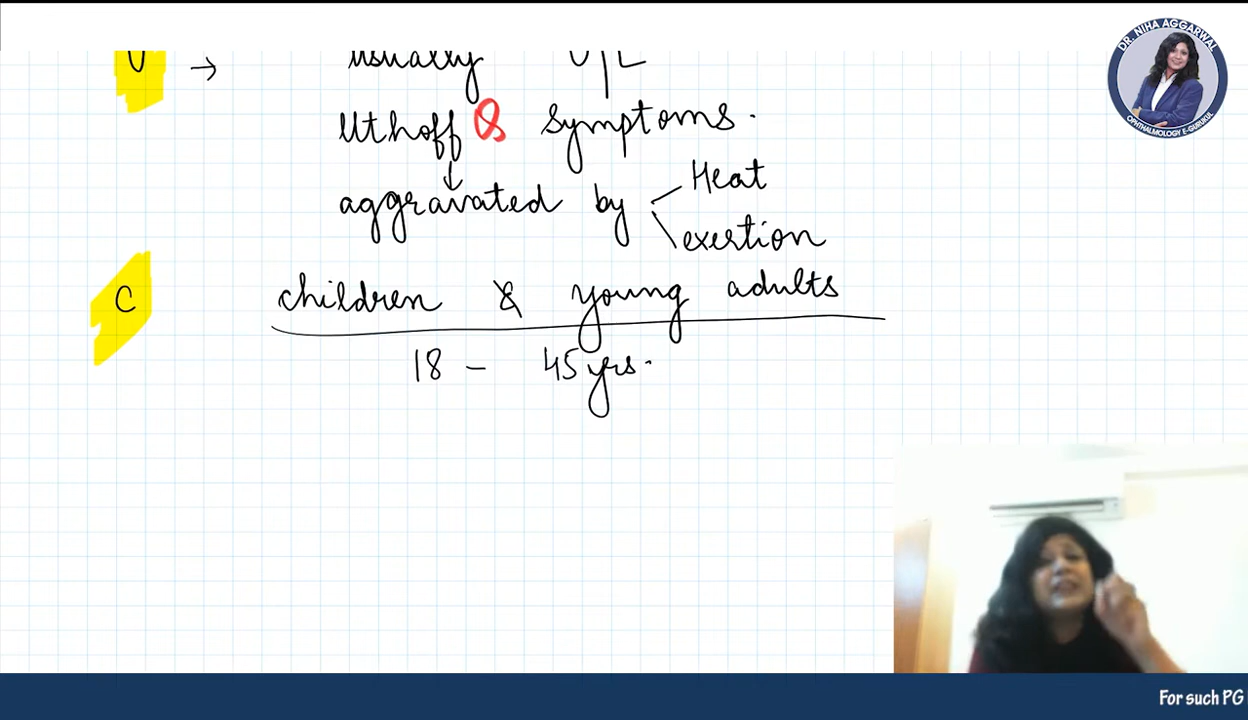 U → usually U/L
Uthoff's symptoms.
↓
aggravated by Heat
exertion
C children & young adults
18 - 45 yrs.
DR. NIHA AGGARWAL
OPHTHALMOLOGY E-GURUKUL
For such PG